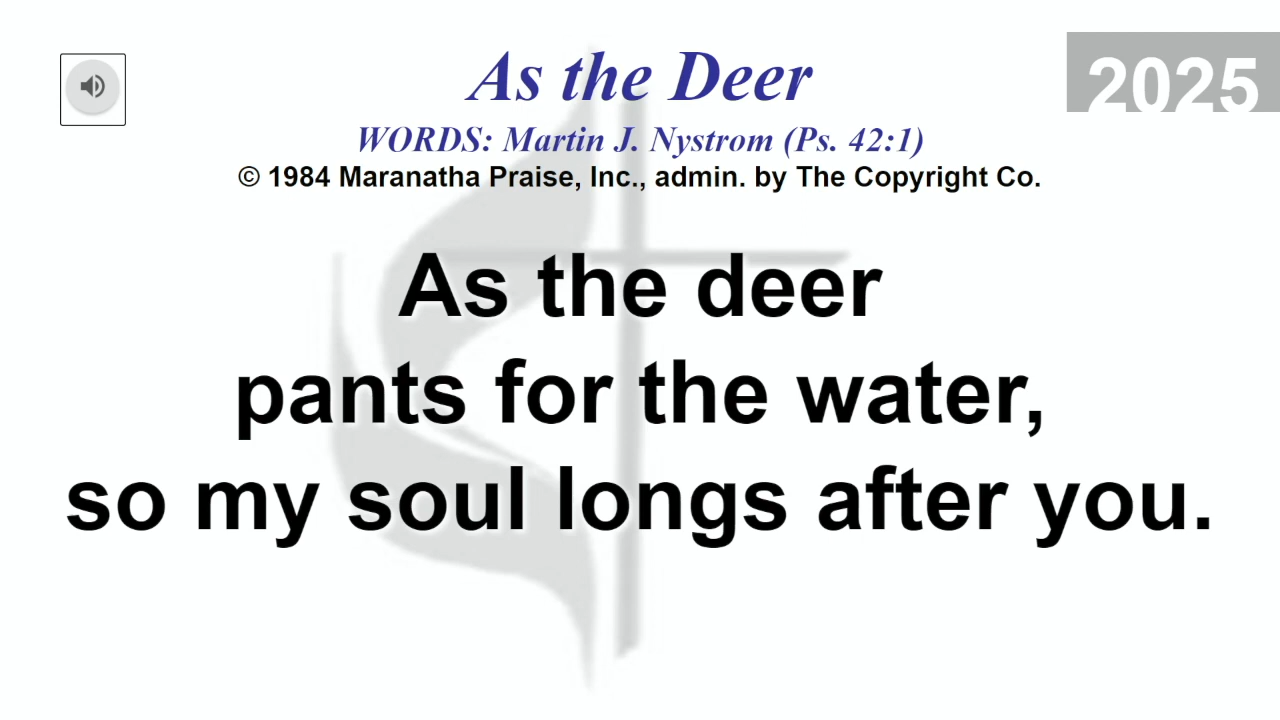 As the Deer
2025
WORDS: Martin J. Nystrom (Ps. 42:1)
© 1984 Maranatha Praise, Inc., admin. by The Copyright Co.
As the deer
pants for the water,
so my soul longs after you.